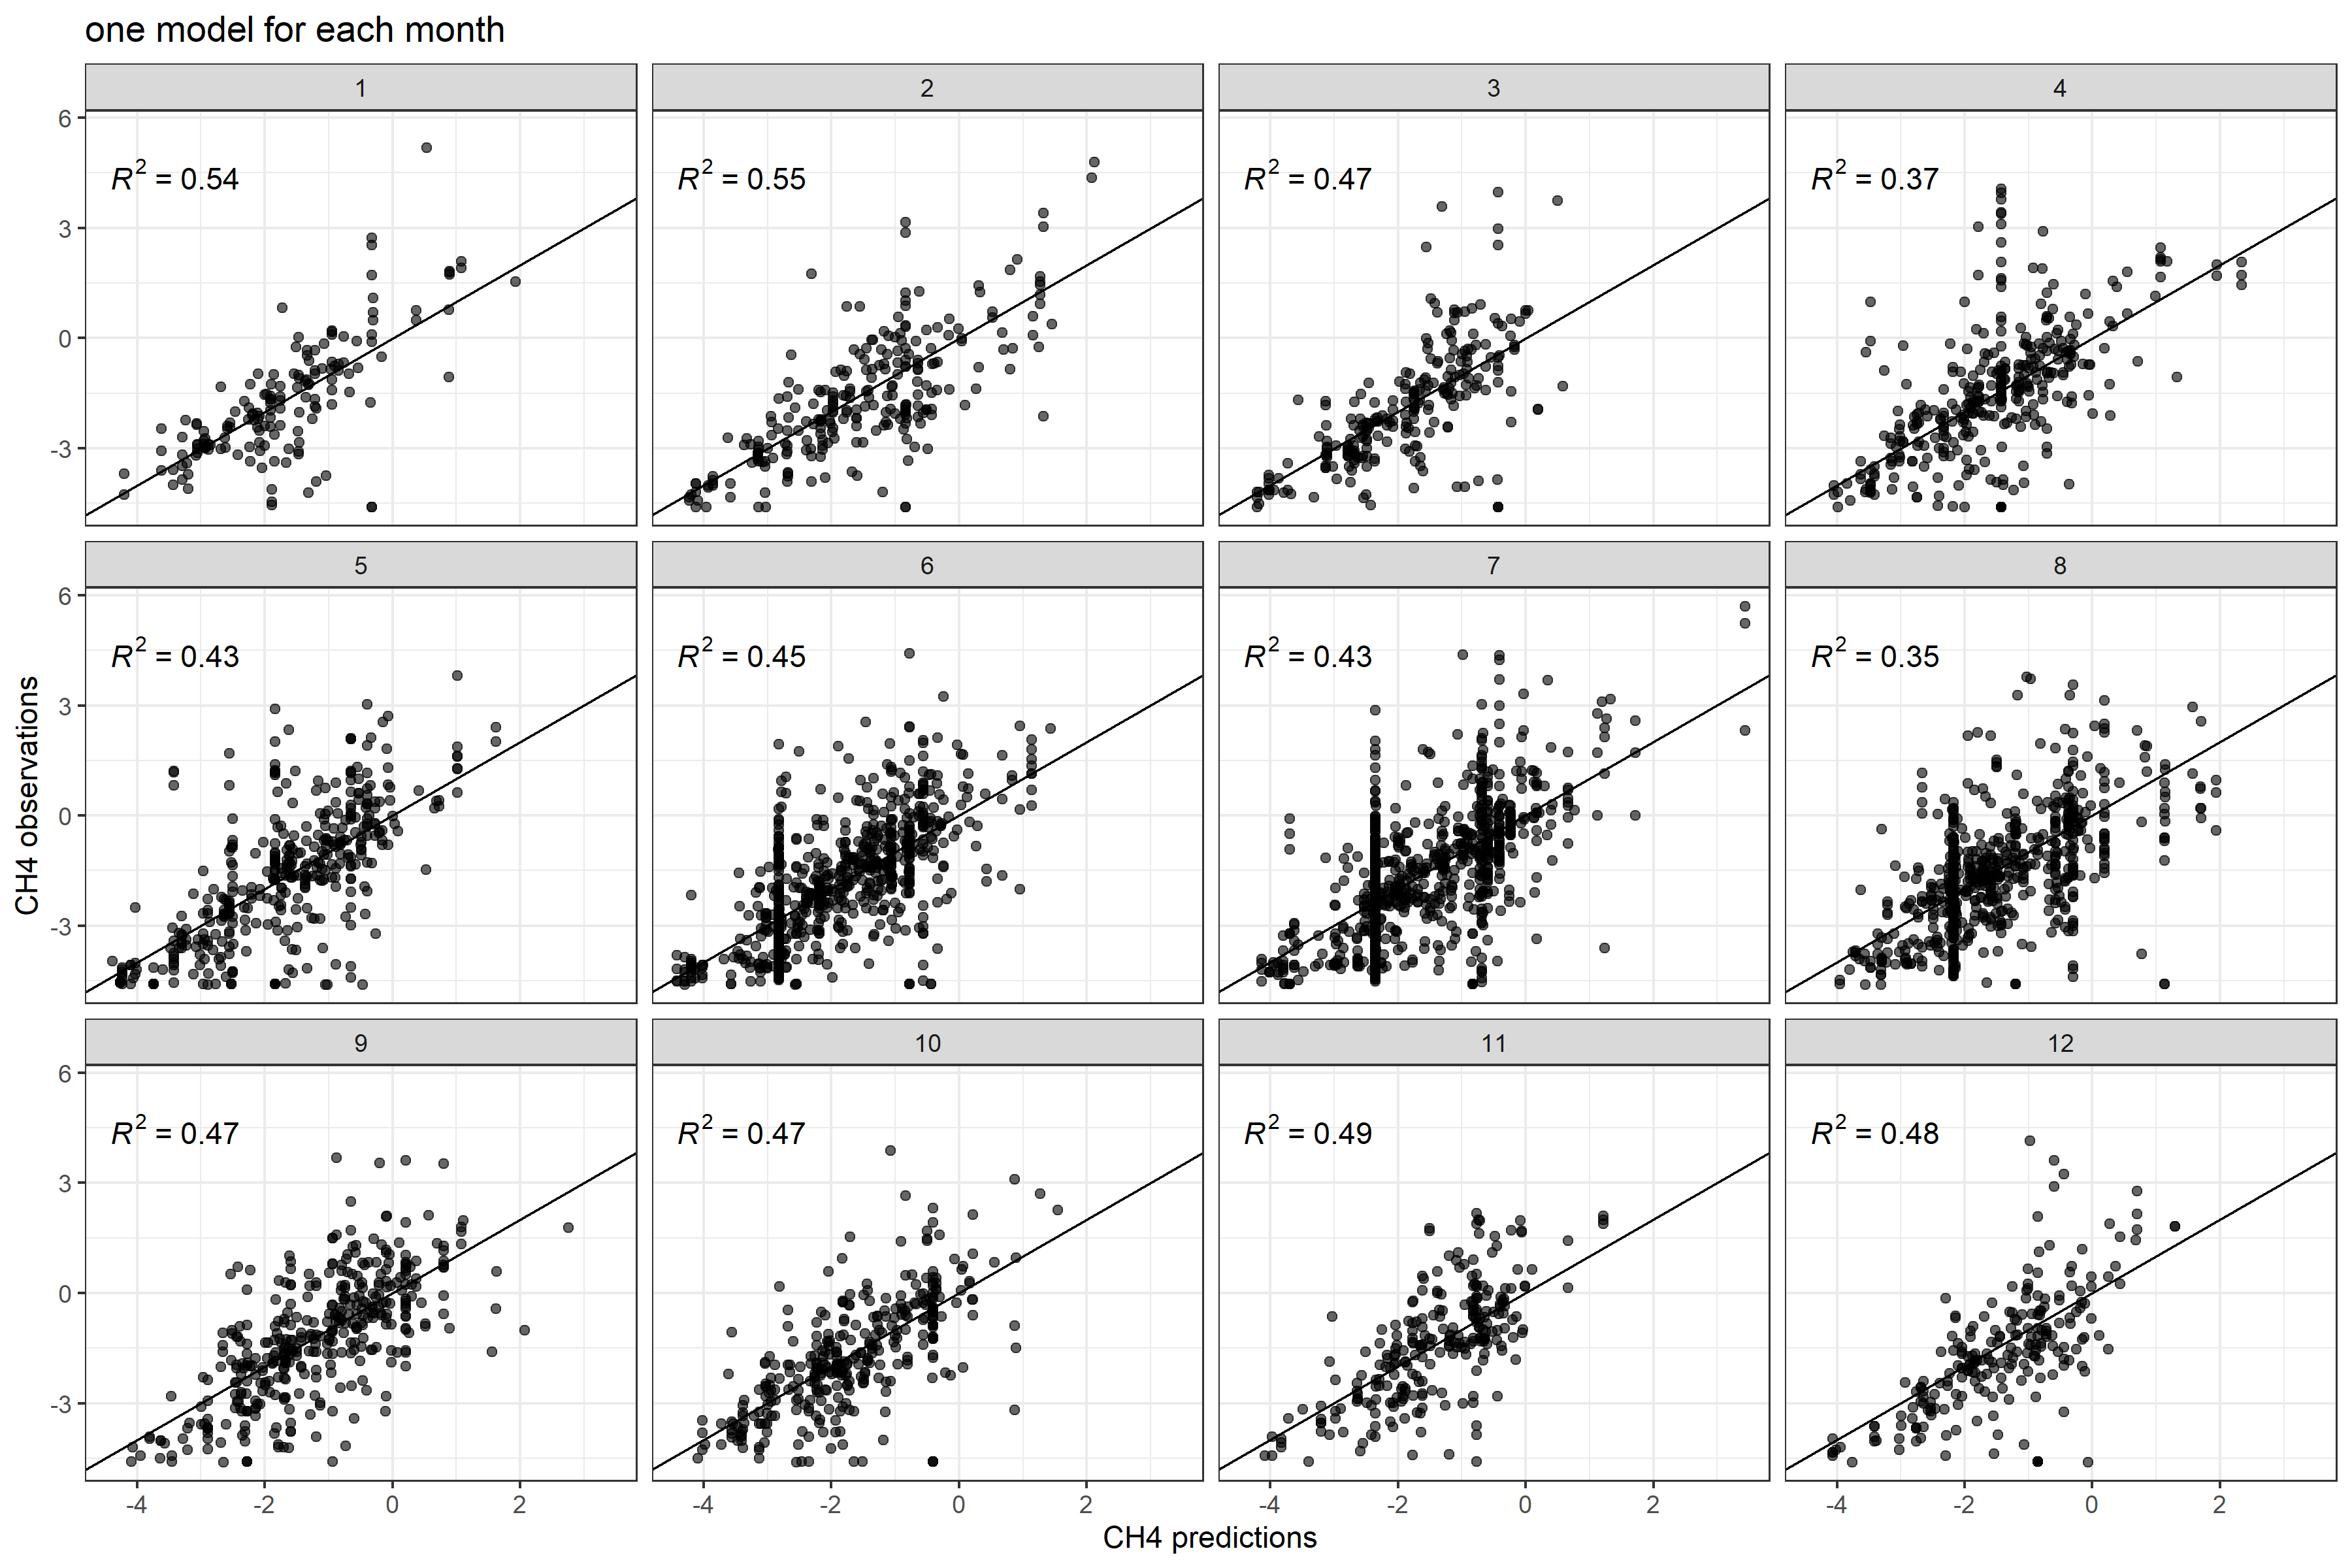 one model for each month
1 2 3 4
6
R² = 0.54 R² = 0.55 R² = 0.47 R² = 0.37
3
0
-3
5 6 7 8
6
R² = 0.43 R² = 0.45 R² = 0.43 R² = 0.35
3
0
-3
9 10 11 12
6
R² = 0.47 R² = 0.47 R² = 0.49 R² = 0.48
3
0
-3
-4 -2 0 2 -4 -2 0 2 -4 -2 0 2 -4 -2 0 2
CH4 predictions
CH4 observations